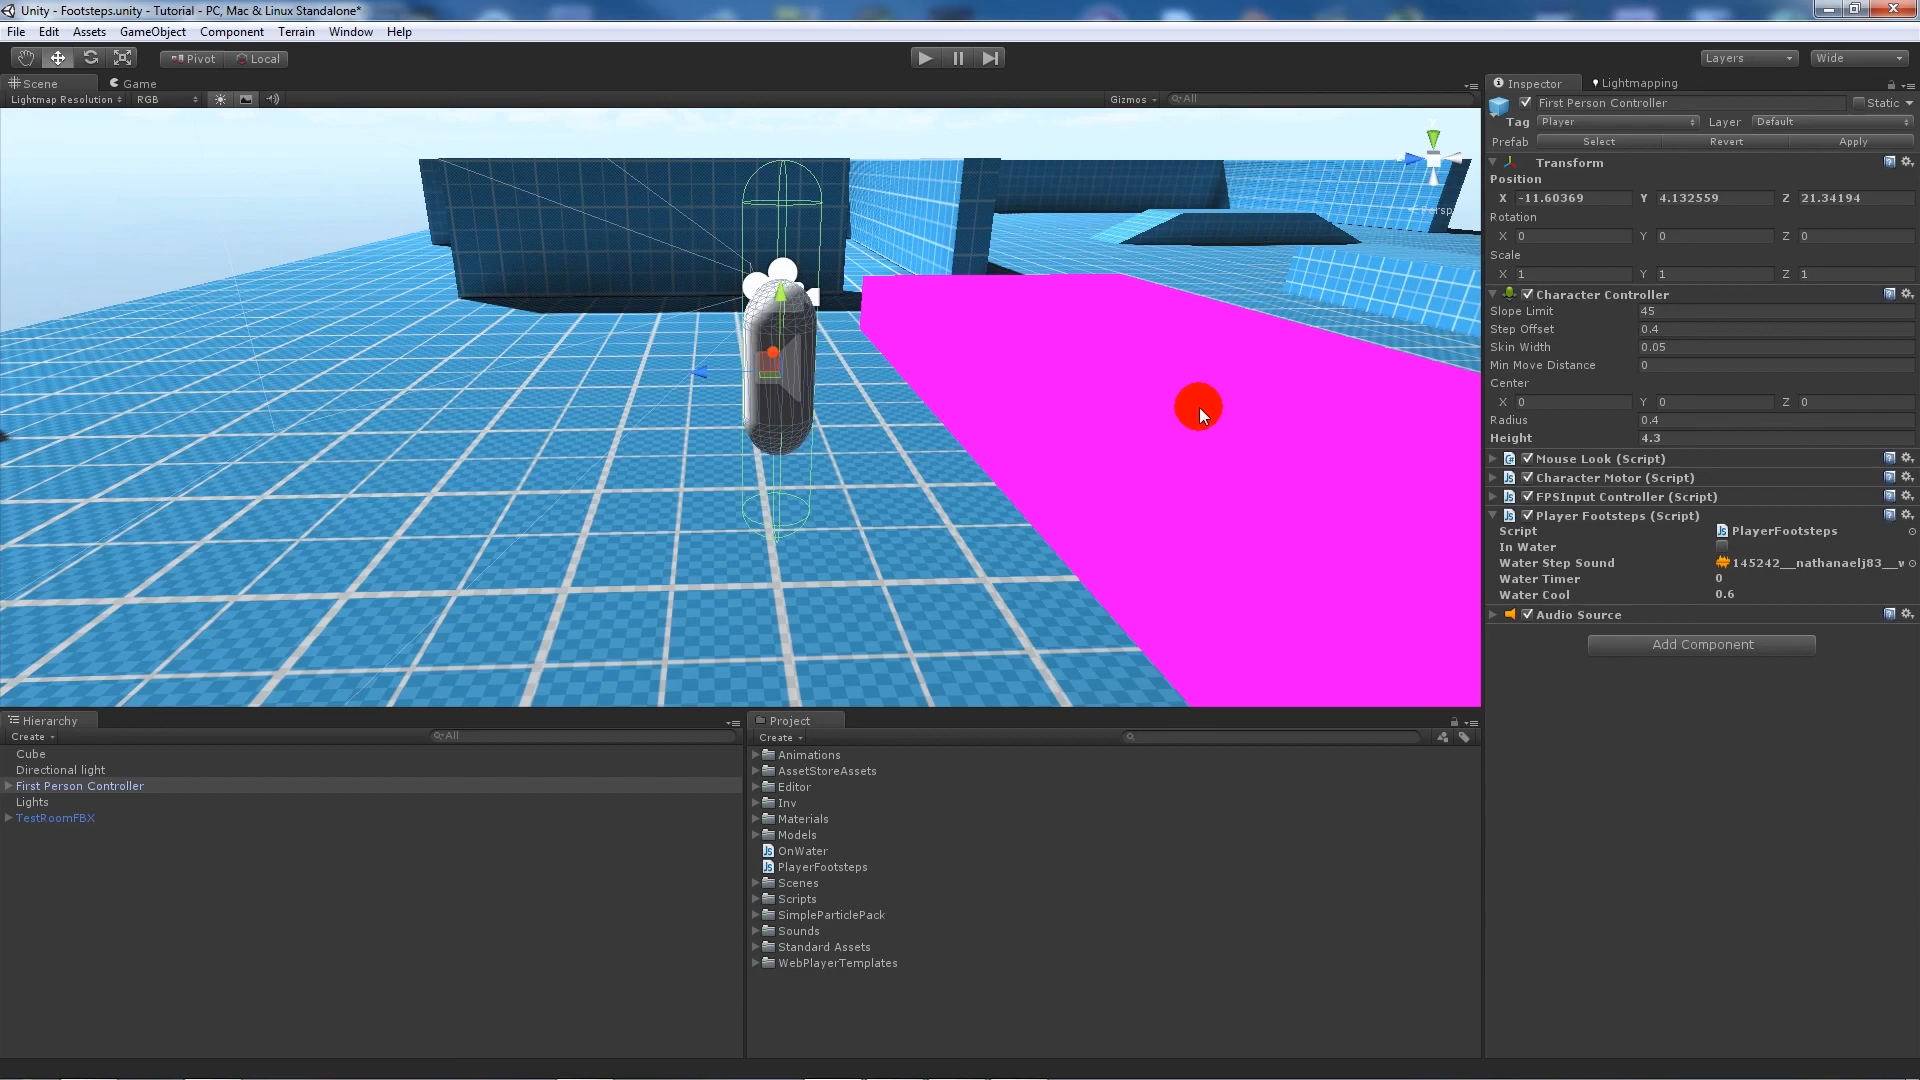 Unity - Footsteps.unity - Tutorial - PC, Mac & Linux Standalone*
File Edit Assets GameObject Component Terrain Window Help
Pivot Local Layers Wide
Scene Game
Lightmap Resolution RGB Gizmos All
Persp
Inspector Lightmapping
First Person Controller Static
Tag Player Layer Default
Prefab Select Revert Apply
Transform
Position
X -11.60369 Y 4.132559 Z 21.34194
Rotation
X 0 Y 0 Z 0
Scale
X 1 Y 1 Z 1
Character Controller
Slope Limit 45
Step Offset 0.4
Skin Width 0.05
Min Move Distance 0
Center
X 0 Y 0 Z 0
Radius 0.4
Height 4.3
Mouse Look (Script)
Character Motor (Script)
FPSInput Controller (Script)
Player Footsteps (Script)
Script PlayerFootsteps
In Water
Water Step Sound 145242__nathanaelj83__w
Water Timer 0
Water Cool 0.6
Audio Source
Add Component
Hierarchy
Create All
Cube
Directional light
First Person Controller
Lights
TestRoomFBX
Project
Create
Animations
AssetStoreAssets
Editor
Inv
Materials
Models
OnWater
PlayerFootsteps
Scenes
Scripts
SimpleParticlePack
Sounds
Standard Assets
WebPlayerTemplates